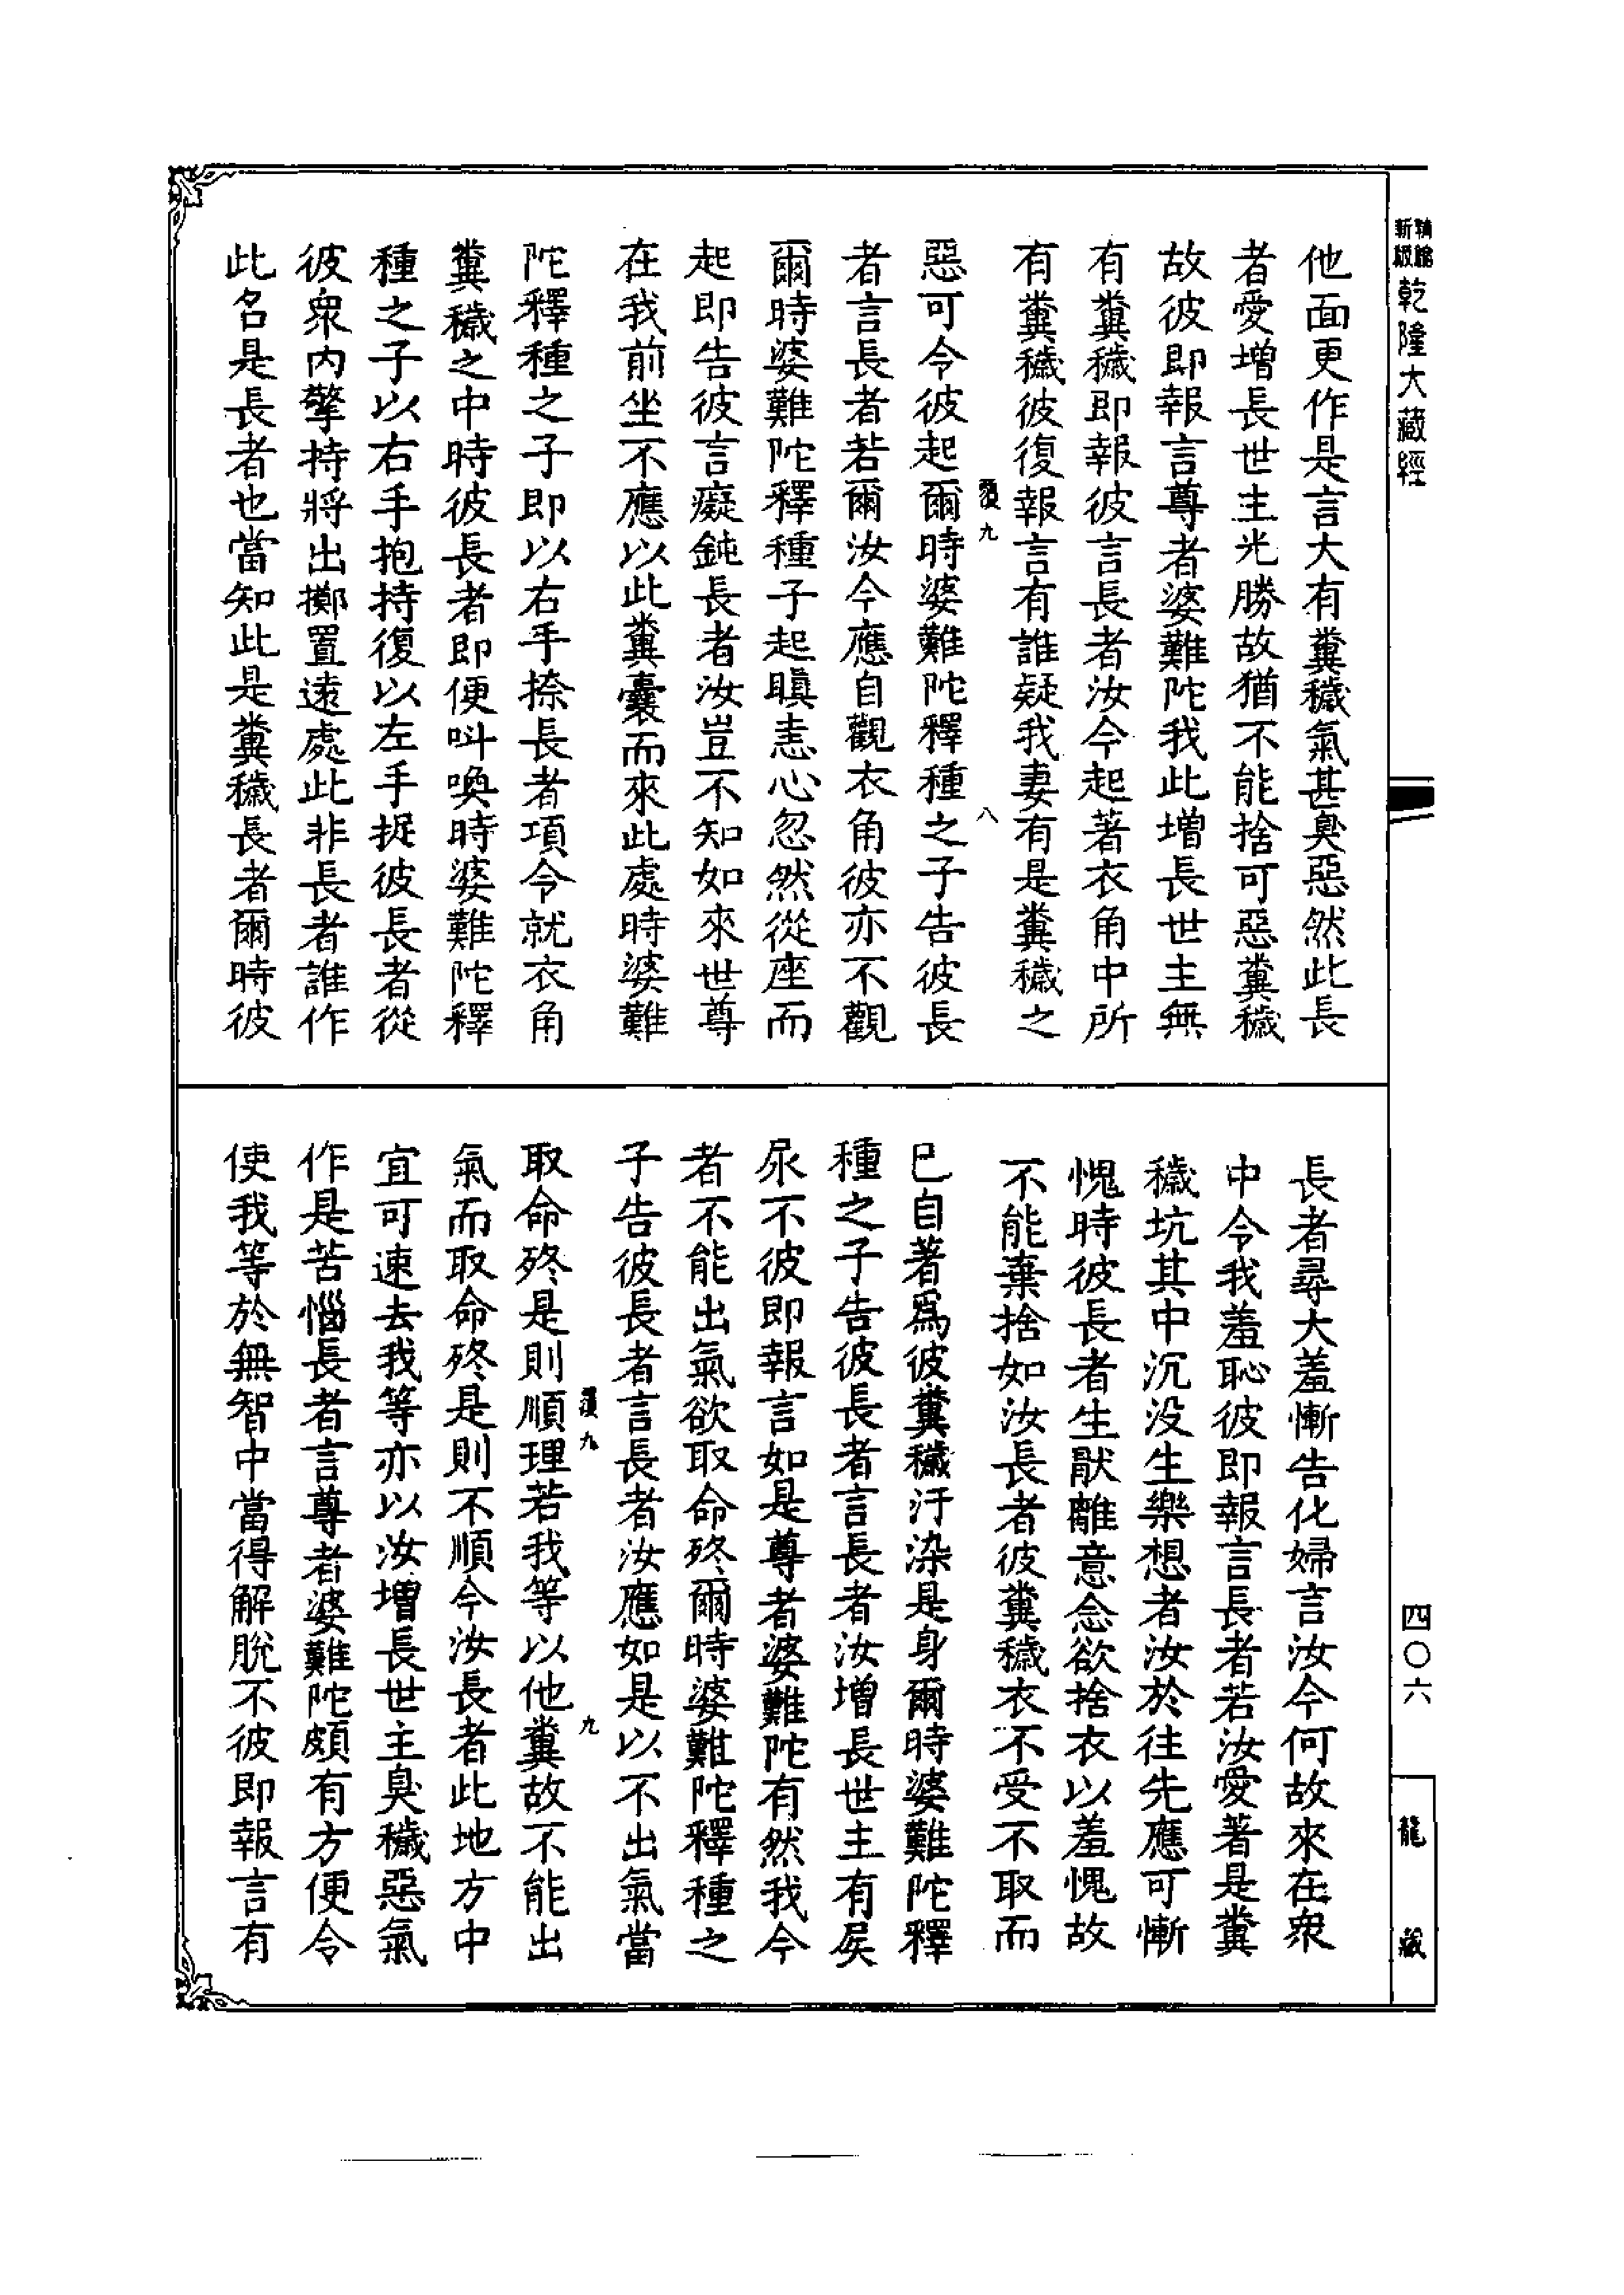 新編縮版乾隆大藏經
他面更作是言大有糞穢氣甚臭惡然此長
者愛增長世主光勝故猶不能捨可惡糞穢
故彼即報言尊者婆難陀我此增長世主無
有糞穢即報彼言長者汝今起著衣角中所
有糞穢彼復報言有誰疑我妻有是糞穢之
九
八
惡可令彼起爾時婆難陀釋種之子告彼長
者言長者若爾汝今應自觀衣角彼亦不觀
爾時婆難陀釋種子起瞋恚心忽然從座而
起即告彼言癡鈍長者汝豈不知如來世尊
在我前坐不應以此糞囊而來此處時婆難
陀釋種之子即以右手捺長者項令就衣角
糞穢之中時彼長者即便叫喚時婆難陀釋
種之子以右手抱持復以左手捉彼長者從
彼衆內擎持將出擲置遠處此非長者誰作
此名是長者也當知此是糞穢長者爾時彼
長者尋大羞慚告化婦言汝今何故來在衆
中令我羞恥彼即報言長者若汝愛著是糞
穢坑其中沉没生樂想者汝於往先應可慚
愧時彼長者生猒離意念欲捨衣以羞愧故
不能棄捨如汝長者彼糞穢衣不受不取而
已自著爲彼糞穢汙染是身爾時婆難陀釋
種之子告彼長者言長者汝增長世主有屎
尿不彼即報言如是尊者婆難陀有然我今
者不能出氣欲取命終爾時婆難陀釋種之
子告彼長者言長者汝應如是以不出氣當
九
九
取命終是則順理若我等以他糞故不能出
氣而取命終是則不順今汝長者此地方中
宜可速去我等亦以汝增長世主臭穢惡氣
作是苦惱長者言尊者婆難陀頗有方便令
使我等於無智中當得解脫不彼即報言有
四〇六
龍藏